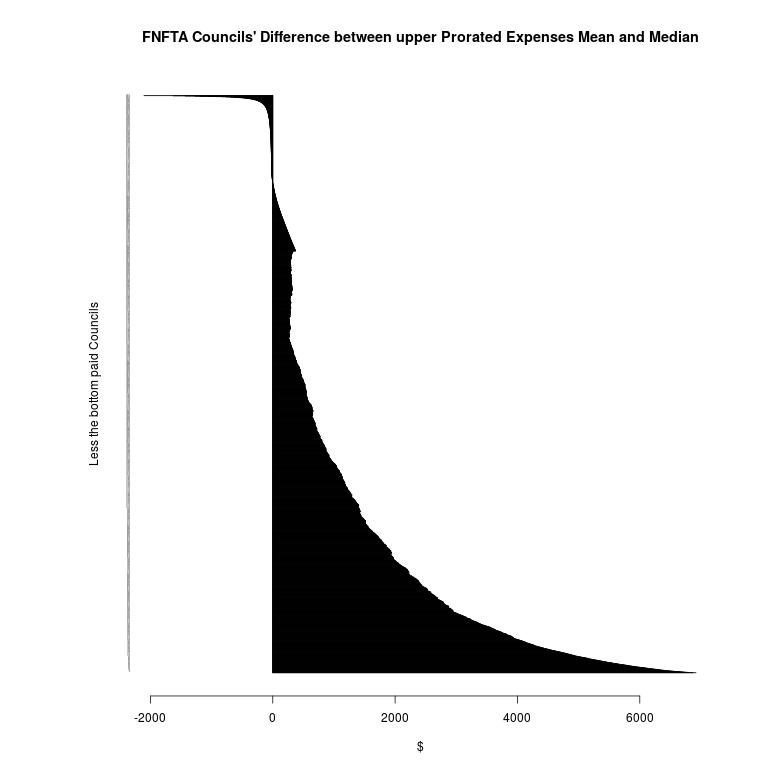 FNFTA Councils' Difference between upper Prorated Expenses Mean and Median
Less the bottom paid Councils
-2000 0 2000 4000 6000
$